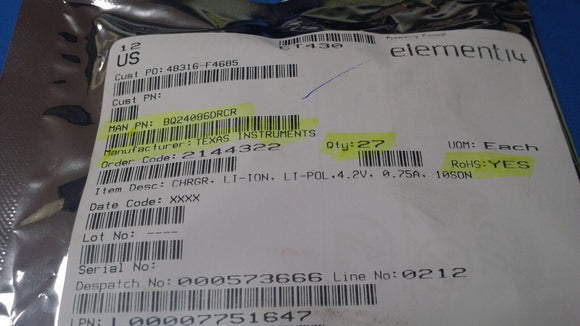 12
US
CT430
element14
Cust PO: 4B316-F4685
Cust PN:
MAN PN: BQ24086DRCR
Manufacturer: TEXAS INSTRUMENTS
Qty: 27
UOM: Each
Order Code: 2144322
RoHS: YES
Item Desc: CHRGR, LI-ION, LI-POL, 4.2V, 0.75A, 10SON
Date Code: XXXX
Lot No: ----
Serial No:
Despatch No: 000573666 Line No: 0212
LPN: L00007751647